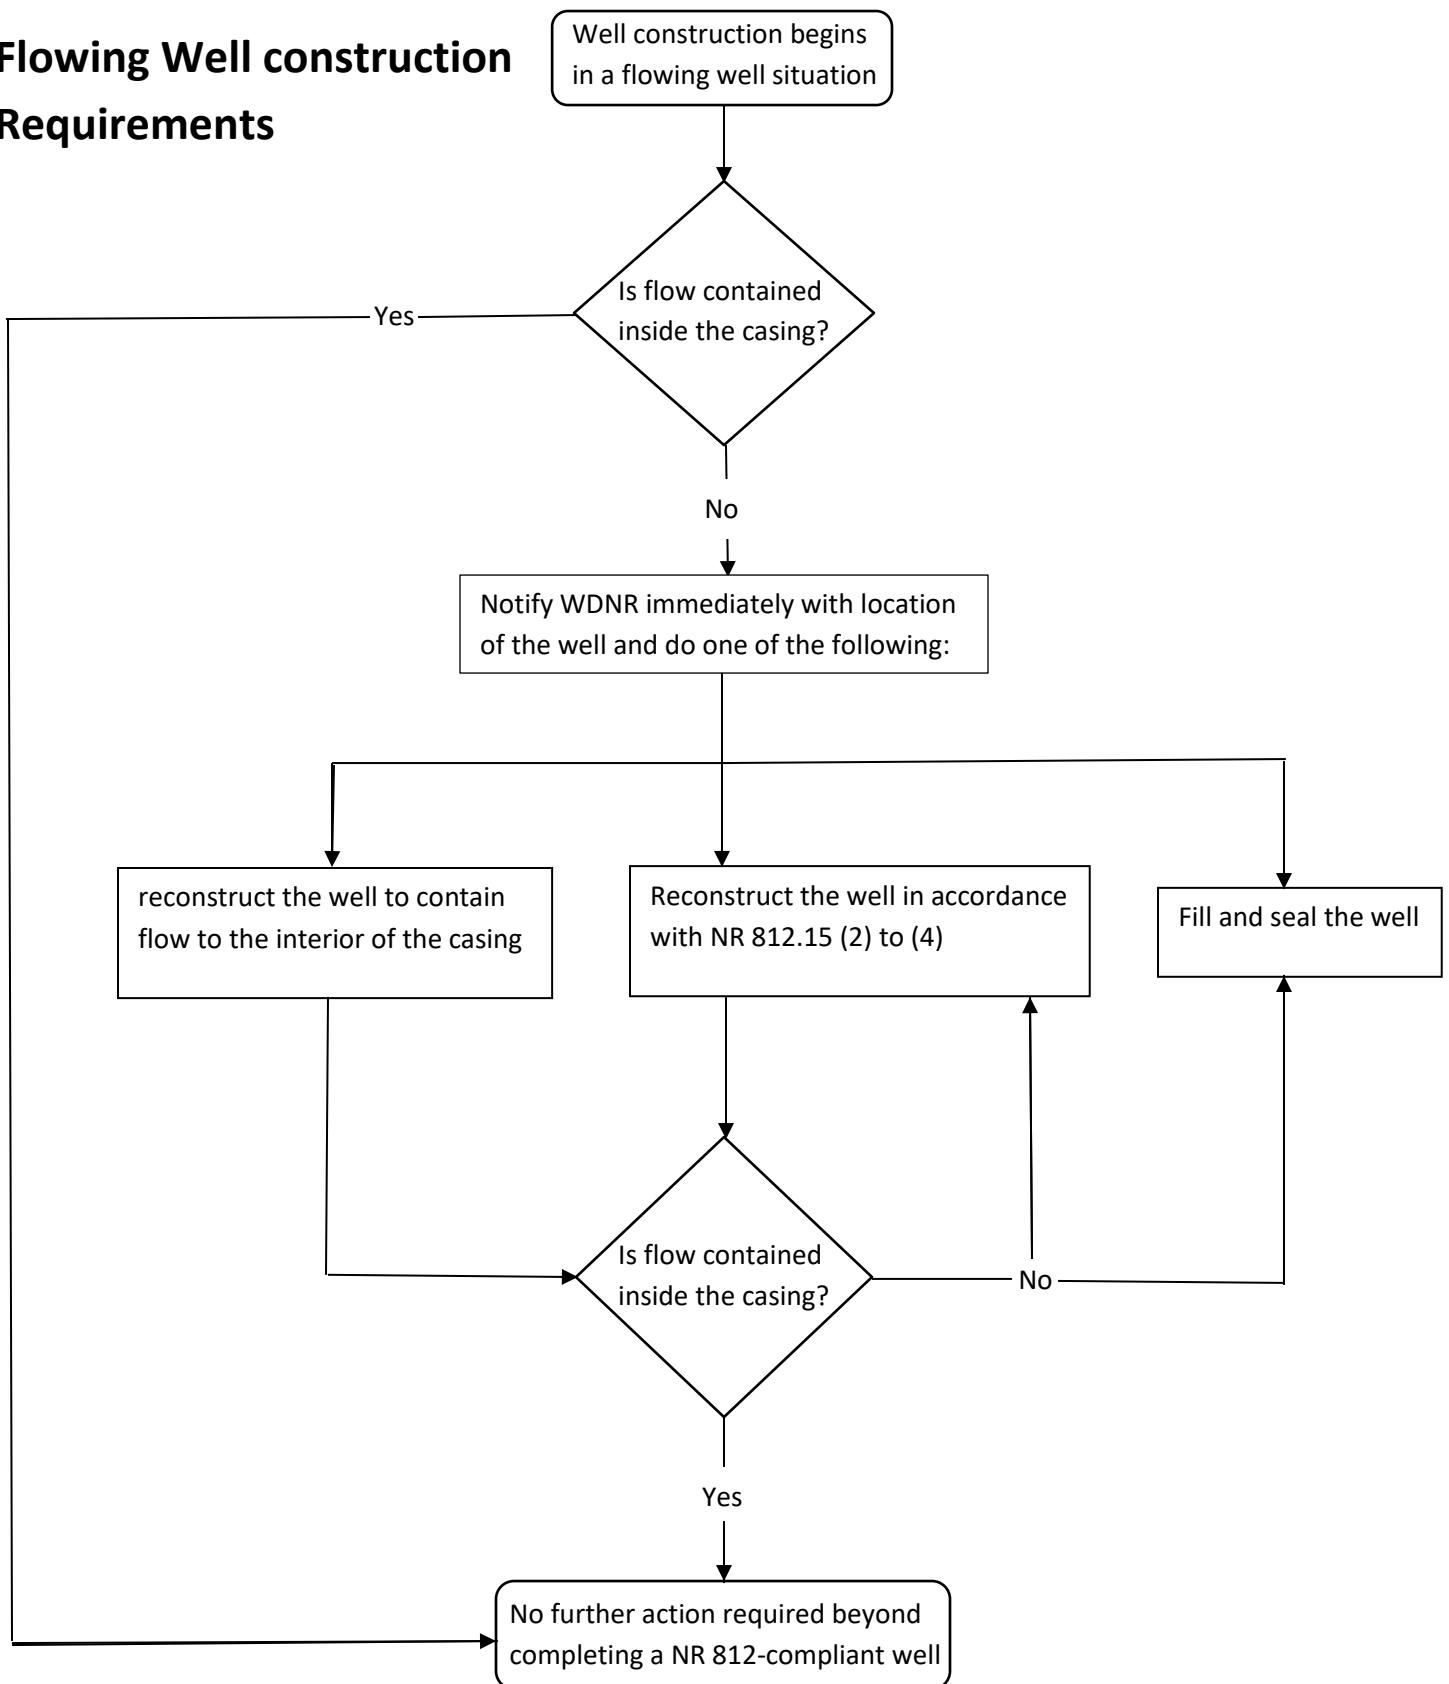 Flowing Well construction
Requirements
Well construction begins
in a flowing well situation
Is flow contained
inside the casing?
Yes
No
Notify WDNR immediately with location
of the well and do one of the following:
reconstruct the well to contain
flow to the interior of the casing
Reconstruct the well in accordance
with NR 812.15 (2) to (4)
Fill and seal the well
Is flow contained
inside the casing?
No
Yes
No further action required beyond
completing a NR 812-compliant well